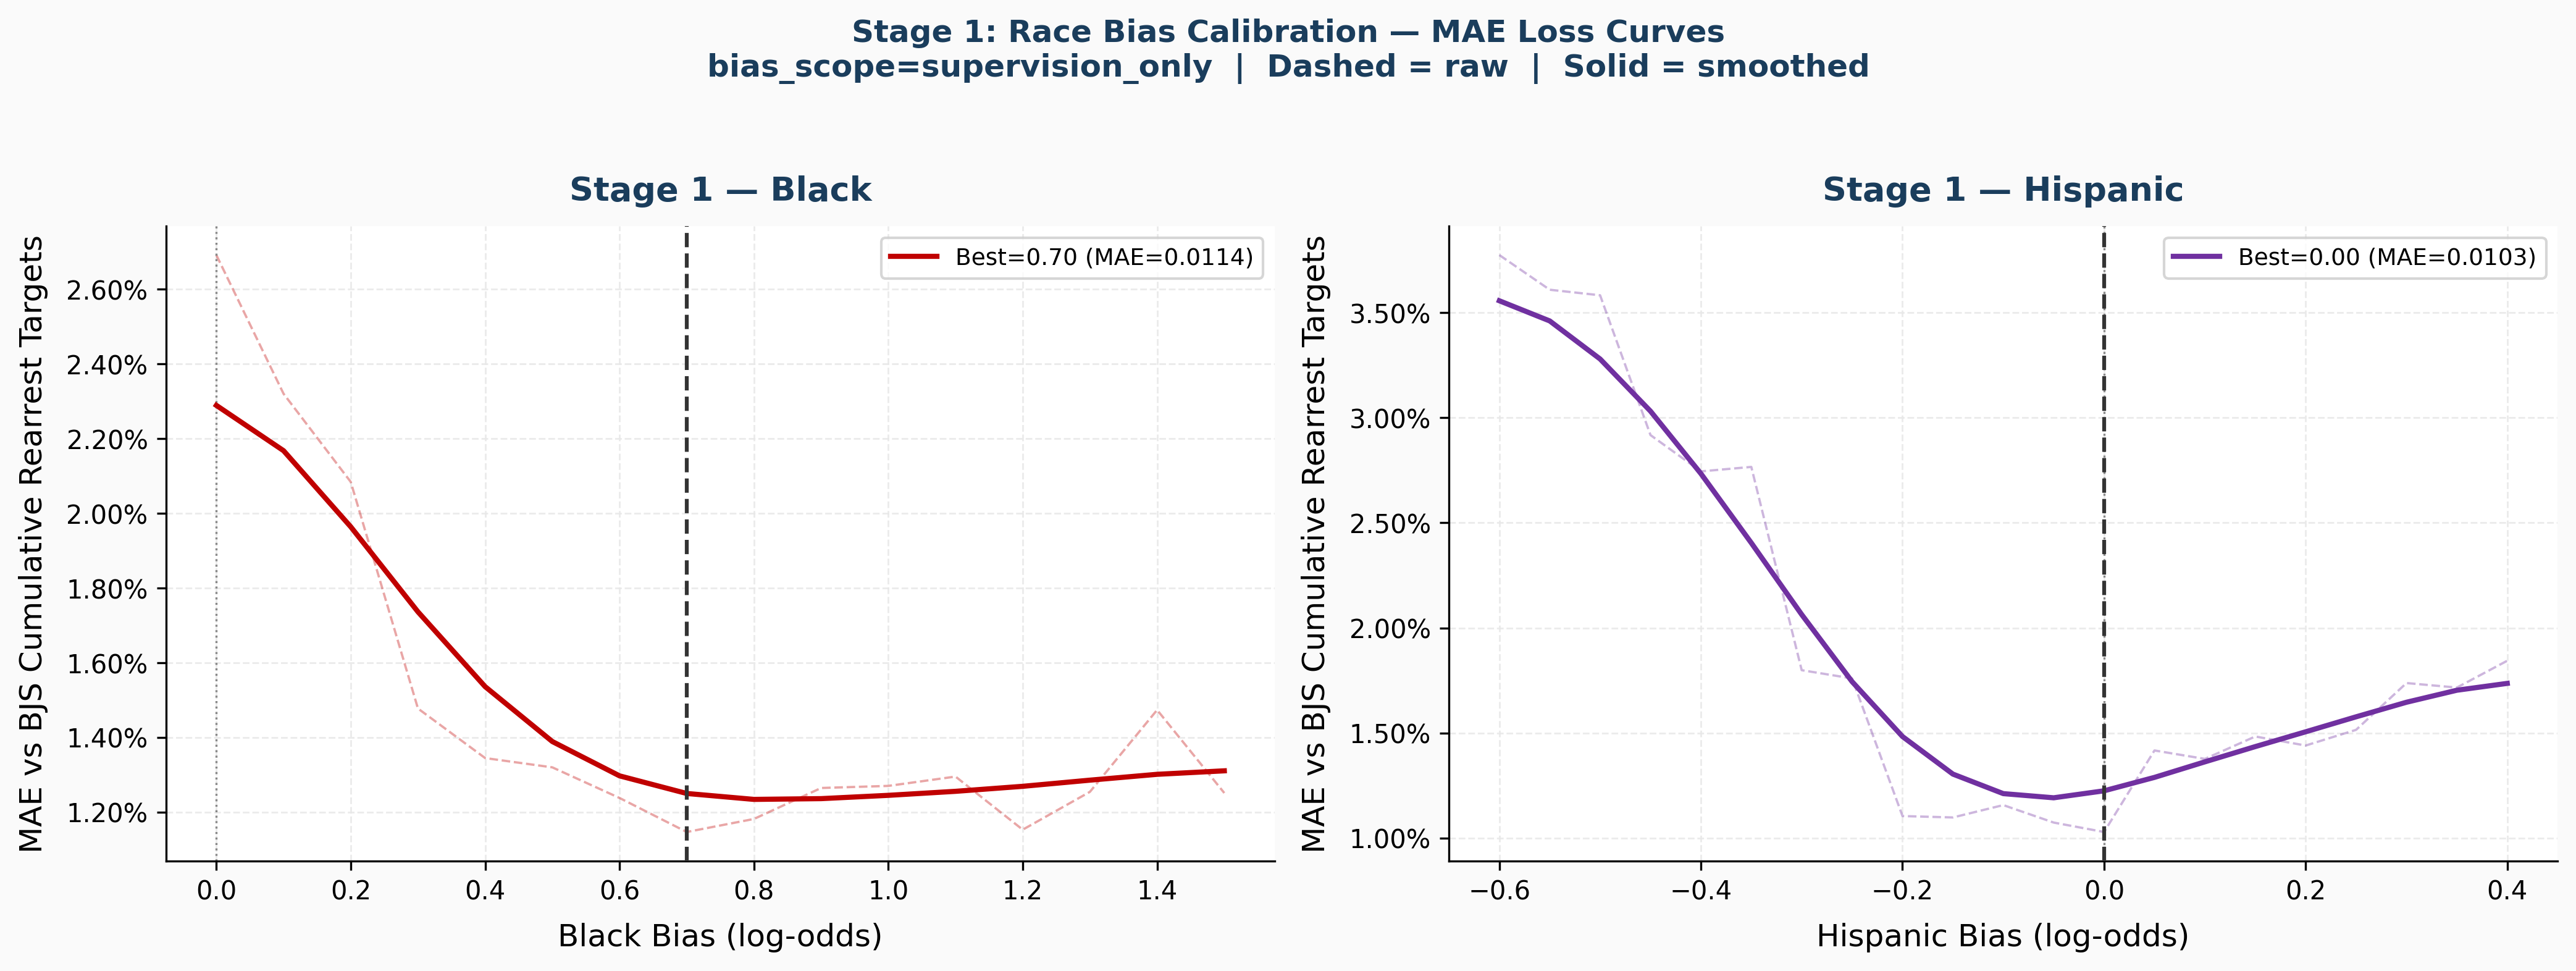 Stage 1: Race Bias Calibration — MAE Loss Curves
bias_scope=supervision_only | Dashed = raw | Solid = smoothed
Stage 1 — Black
MAE vs BJS Cumulative Rearrest Targets
2.60%
2.40%
2.20%
2.00%
1.80%
1.60%
1.40%
1.20%
Best=0.70 (MAE=0.0114)
0.0 0.2 0.4 0.6 0.8 1.0 1.2 1.4
Black Bias (log-odds)
Stage 1 — Hispanic
MAE vs BJS Cumulative Rearrest Targets
3.50%
3.00%
2.50%
2.00%
1.50%
1.00%
Best=0.00 (MAE=0.0103)
−0.6 −0.4 −0.2 0.0 0.2 0.4
Hispanic Bias (log-odds)